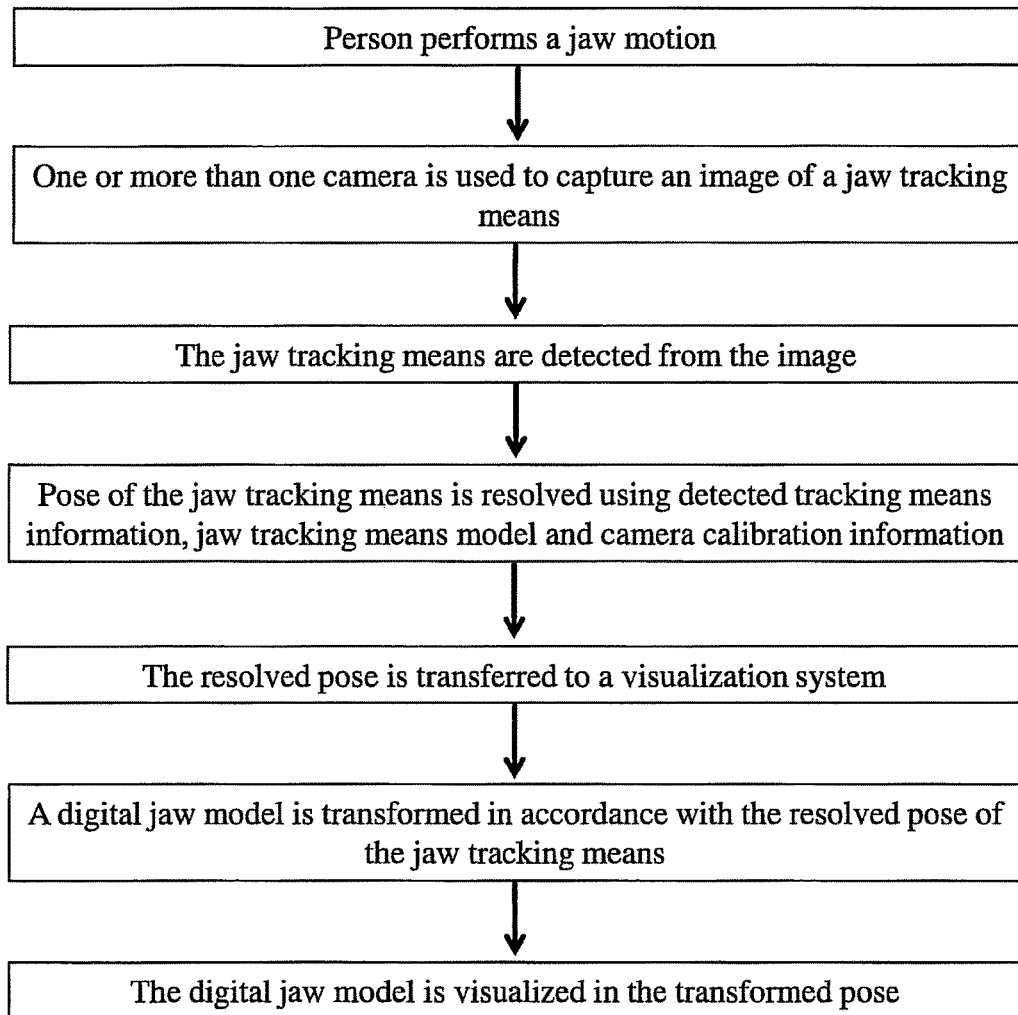 Person performs a jaw motion
One or more than one camera is used to capture an image of a jaw tracking
means
The jaw tracking means are detected from the image
Pose of the jaw tracking means is resolved using detected tracking means
information, jaw tracking means model and camera calibration information
The resolved pose is transferred to a visualization system
A digital jaw model is transformed in accordance with the resolved pose of
the jaw tracking means
The digital jaw model is visualized in the transformed pose